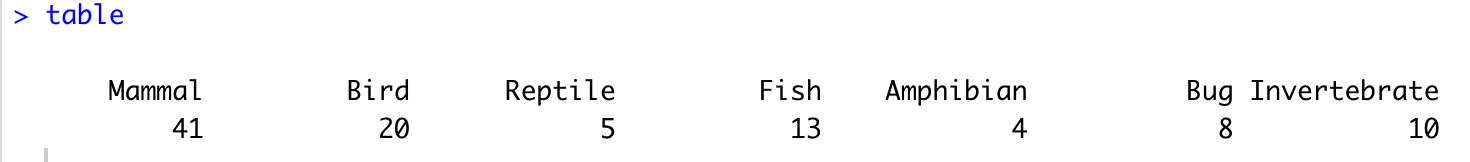 > table
Mammal Bird Reptile Fish Amphibian Bug Invertebrate
41 20 5 13 4 8 10